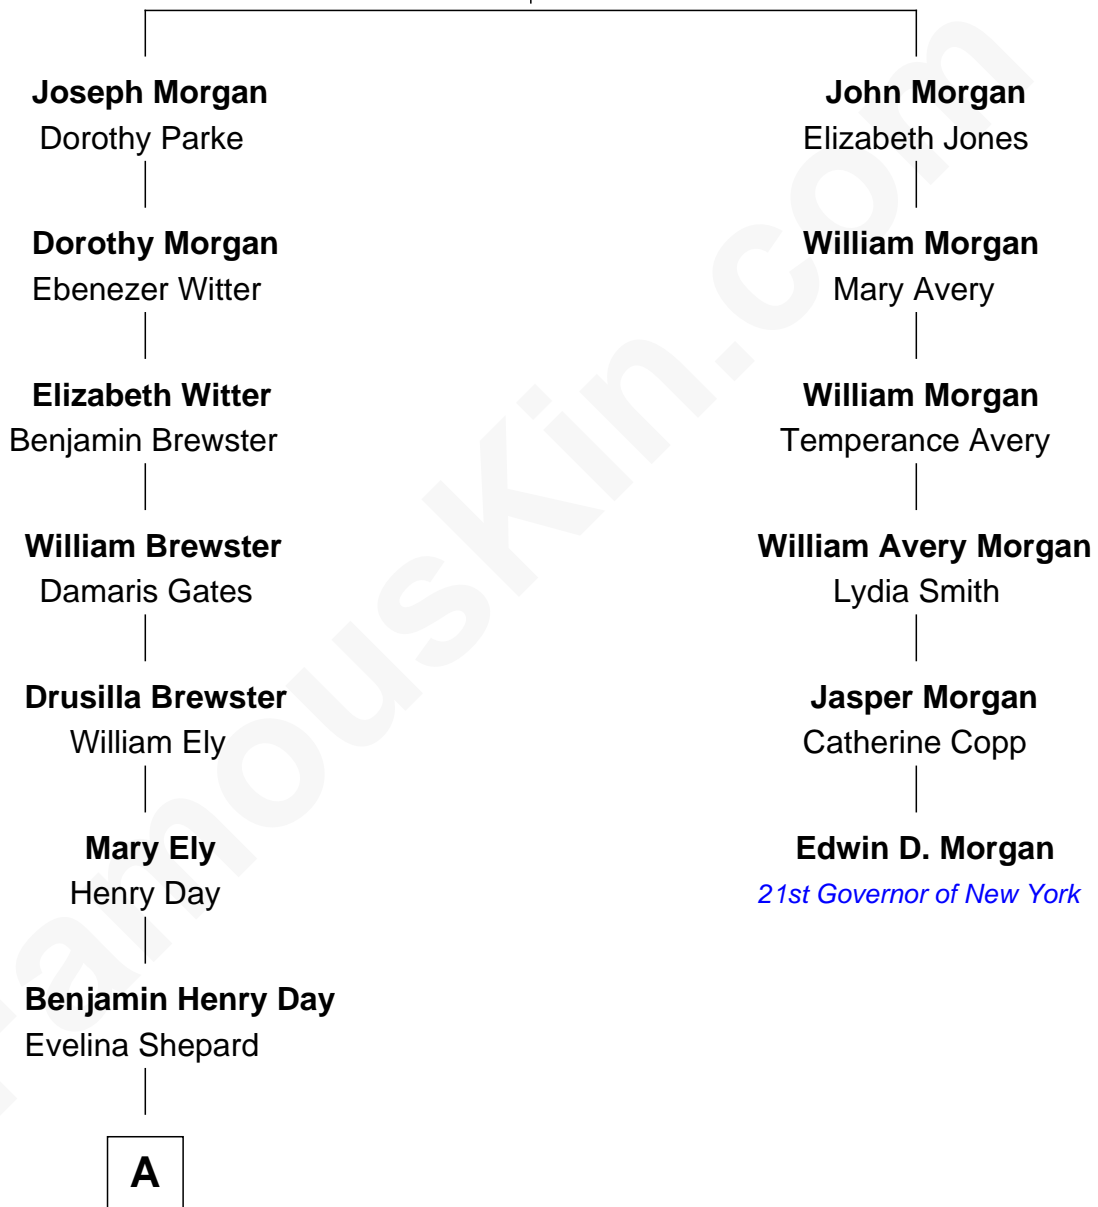 Joseph Morgan
Dorothy Parke
John Morgan
Elizabeth Jones
Dorothy Morgan
Ebenezer Witter
William Morgan
Mary Avery
Elizabeth Witter
Benjamin Brewster
William Morgan
Temperance Avery
William Brewster
Damaris Gates
William Avery Morgan
Lydia Smith
Drusilla Brewster
William Ely
Jasper Morgan
Catherine Copp
Mary Ely
Henry Day
Edwin D. Morgan
21st Governor of New York
Benjamin Henry Day
Evelina Shepard
A
FamousKin.com